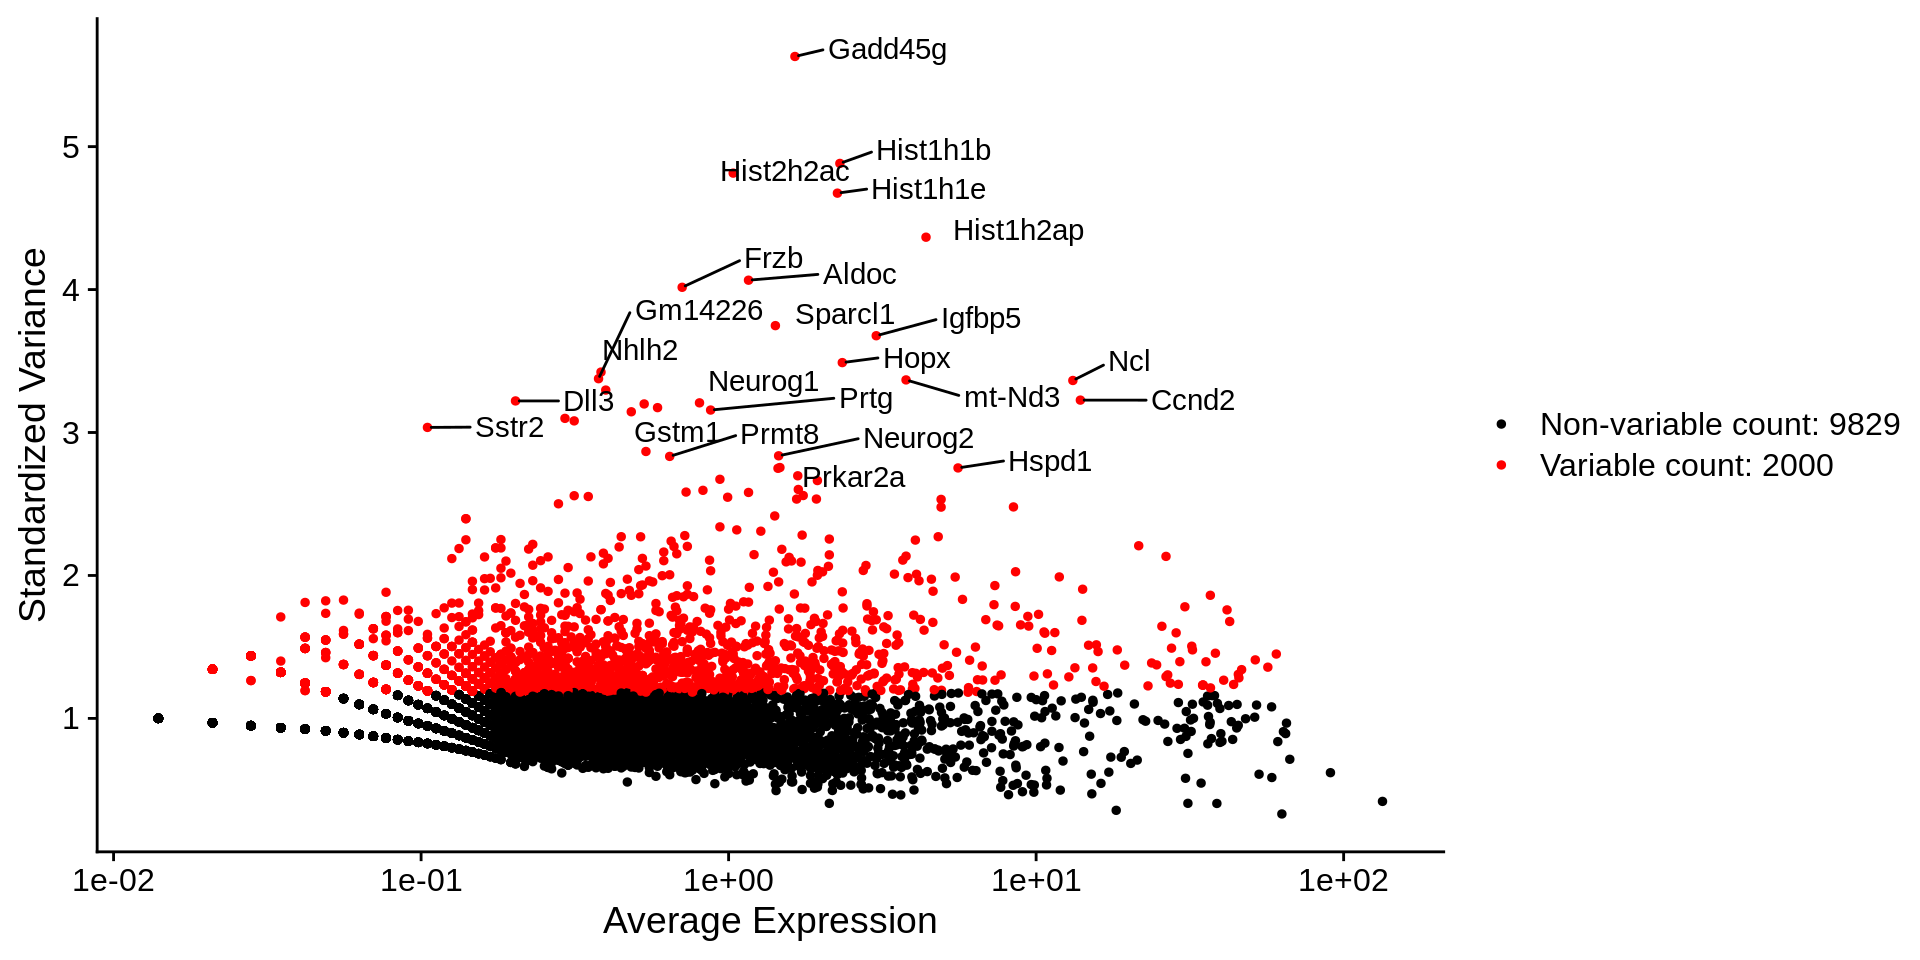 Gadd45g
5
Hist1h1b
Hist2h2ac
Hist1h1e
Hist1h2ap
Frzb
Aldoc
4
Gm14226
Sparcl1
Igfbp5
Nhlh2
Hopx
Ncl
Neurog1
Dll3
Prtg
mt-Nd3
Ccnd2
3
Sstr2
Gstm1
Prmt8
Neurog2
Hspd1
Prkar2a
2
1
Standardized Variance
Non-variable count: 9829
Variable count: 2000
1e-02
1e-01
1e+00
1e+01
1e+02
Average Expression